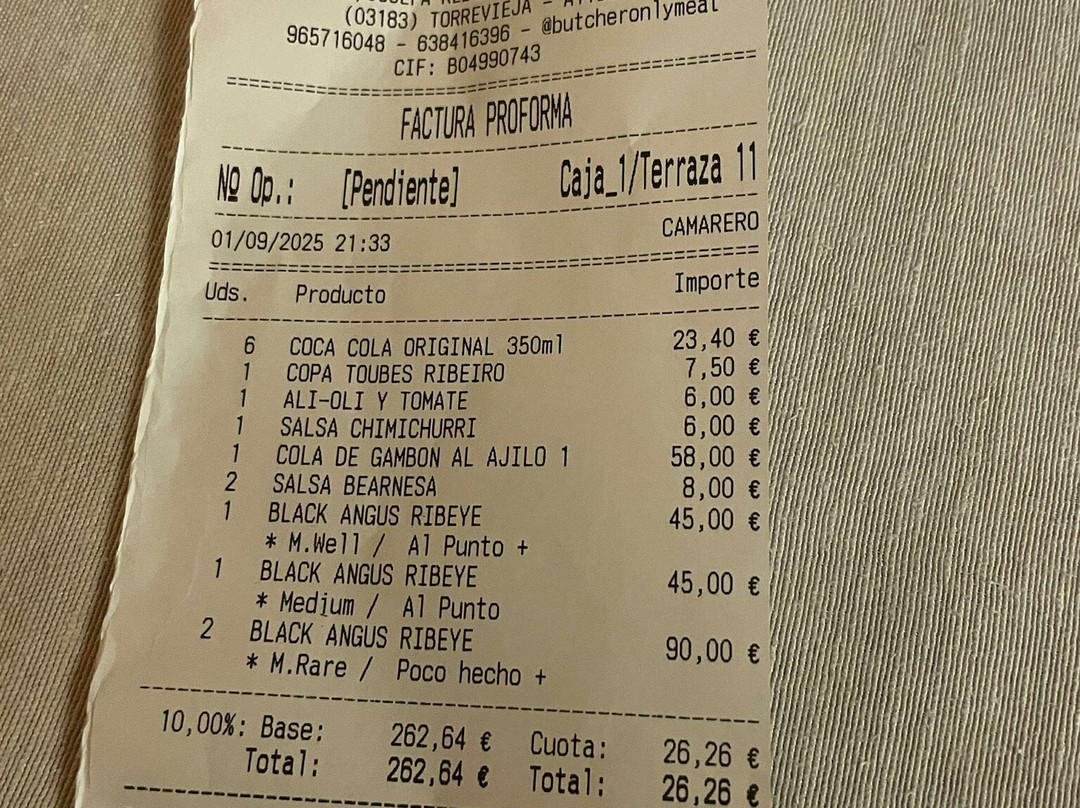 (03183) TORREVIEJA -
965716048 - 638416396 - @butcheronlymeat
CIF: B04990743
FACTURA PROFORMA
Nº Op.: [Pendiente] Caja_1/Terraza 11
01/09/2025 21:33 CAMARERO
Uds. Producto Importe
6 COCA COLA ORIGINAL 350ml 23,40 €
1 COPA TOUBES RIBEIRO 7,50 €
1 ALI-OLI Y TOMATE 6,00 €
1 SALSA CHIMICHURRI 6,00 €
1 COLA DE GAMBON AL AJILO 1 58,00 €
2 SALSA BEARNESA 8,00 €
1 BLACK ANGUS RIBEYE 45,00 €
* M.Well / Al Punto +
1 BLACK ANGUS RIBEYE 45,00 €
* Medium / Al Punto
2 BLACK ANGUS RIBEYE 90,00 €
* M.Rare / Poco hecho +
10,00%: Base: 262,64 € Cuota: 26,26 €
Total: 262,64 € Total: 26,26 €